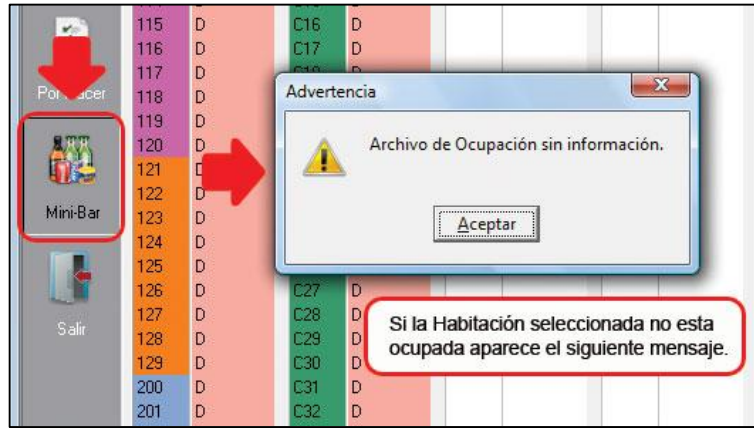 115 D C16 D
116 D C17 D
117 D
Por
118 D
119 D
120 D
121
122 D
123 D
124 D
125 D
126 D C27 D
127 D C28 D
128 D C29 D
129 D C30 D
200 D C31 D
201 D C32 D
Mini-Bar
Salir
Advertencia
Archivo de Ocupación sin información.
Aceptar
Si la Habitación seleccionada no esta
ocupada aparece el siguiente mensaje.